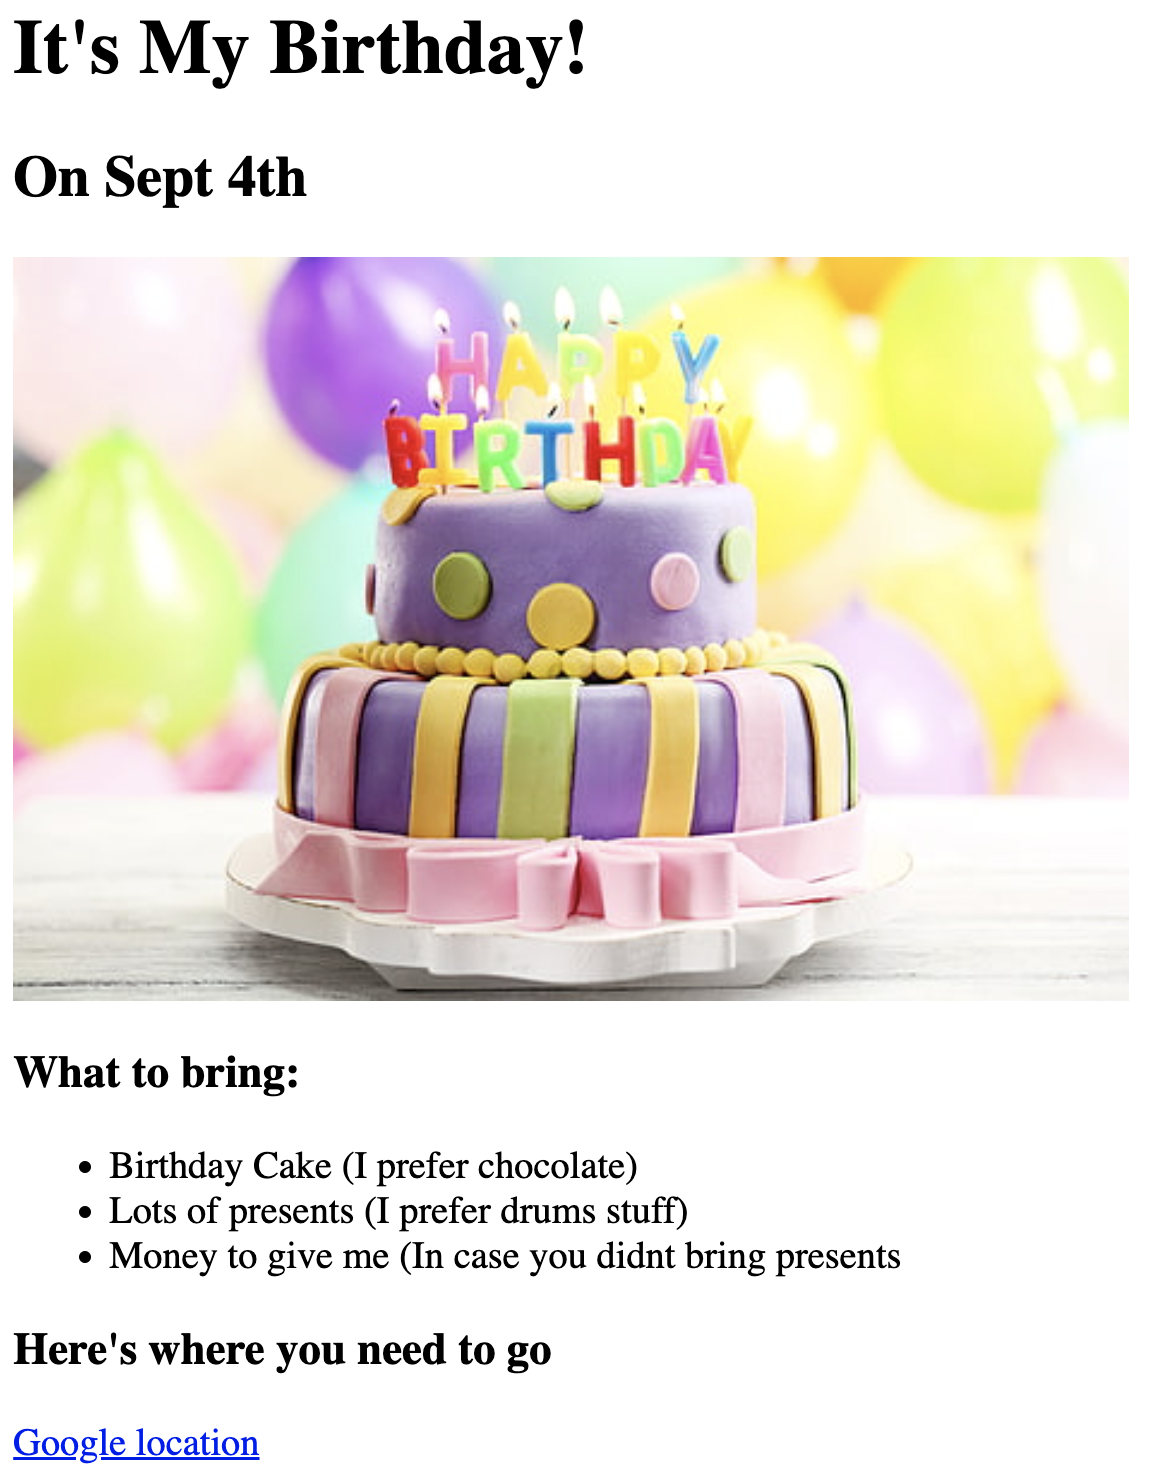 It's My Birthday!
On Sept 4th
HAPPY
BIRTHDAY
What to bring:
Birthday Cake (I prefer chocolate)
Lots of presents (I prefer drums stuff)
Money to give me (In case you didnt bring presents
Here's where you need to go
Google location